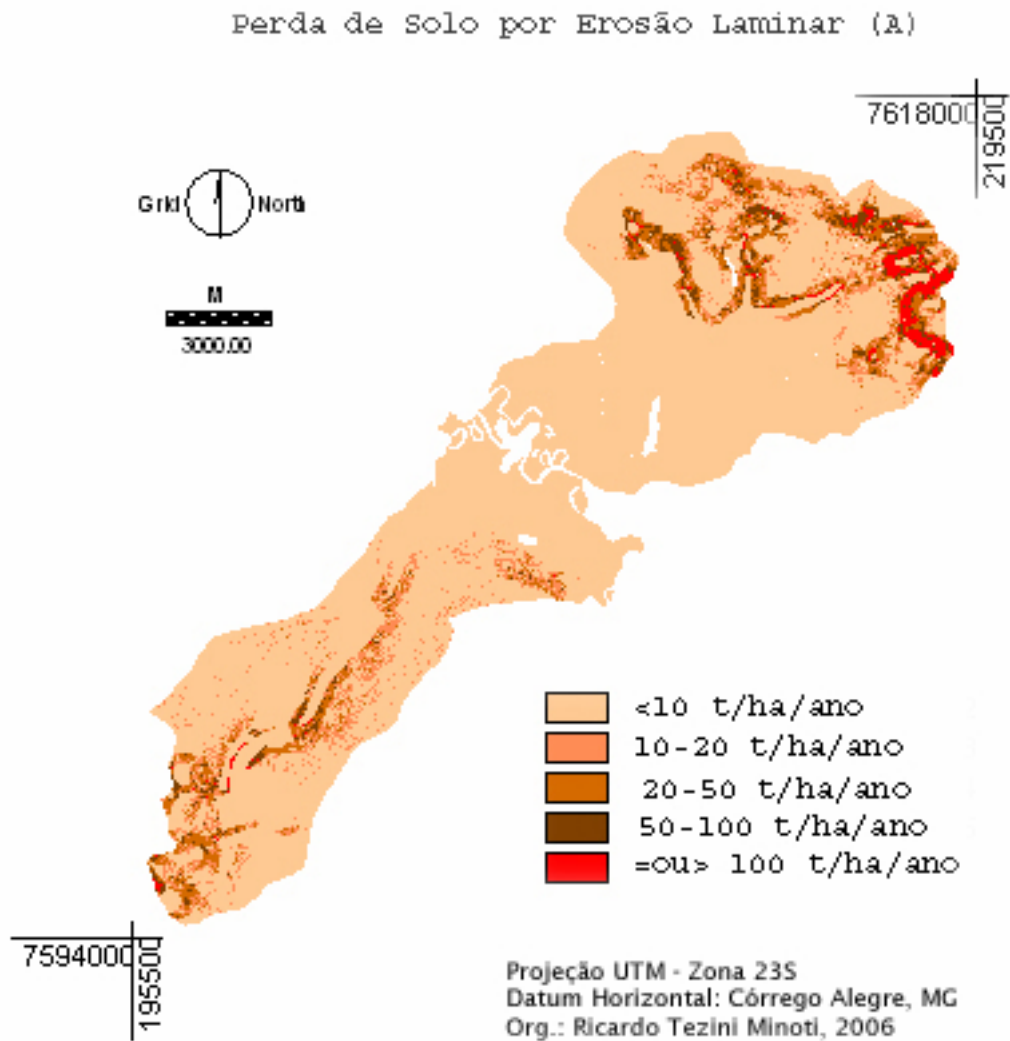 Perda de Solo por Erosão Laminar (A)
7618000
219500
Grid North
M
3000.00
<10 t/ha/ano
10-20 t/ha/ano
20-50 t/ha/ano
50-100 t/ha/ano
=ou> 100 t/ha/ano
7594000
195500
Projeção UTM - Zona 23S
Datum Horizontal: Córrego Alegre, MG
Org.: Ricardo Tezini Minoti, 2006